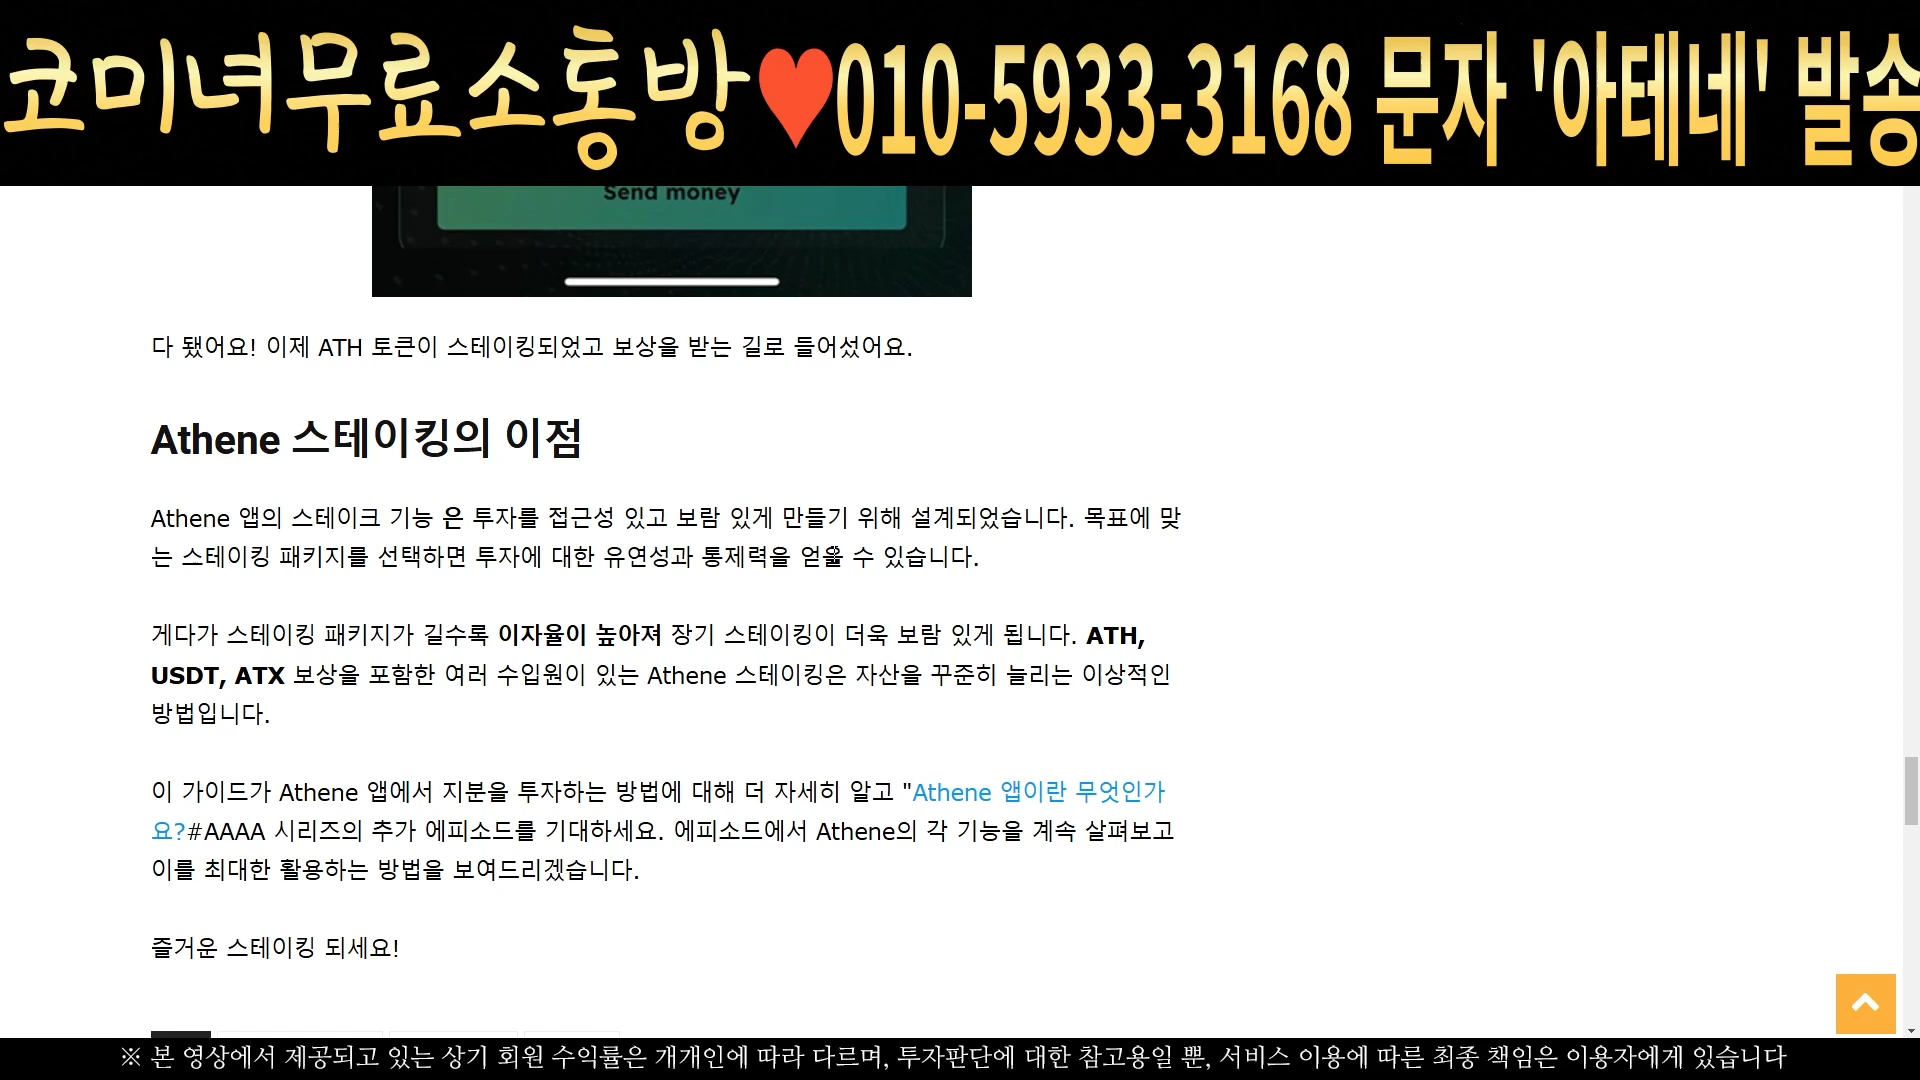 코미녀무료소통방♥010-5933-3168 문자 '아테네' 발송
Send money
다 됐어요! 이제 ATH 토큰이 스테이킹되었고 보상을 받는 길로 들어섰어요.
Athene 스테이킹의 이점
Athene 앱의 스테이크 기능 은 투자를 접근성 있고 보람 있게 만들기 위해 설계되었습니다. 목표에 맞
는 스테이킹 패키지를 선택하면 투자에 대한 유연성과 통제력을 얻을 수 있습니다.
게다가 스테이킹 패키지가 길수록 이자율이 높아져 장기 스테이킹이 더욱 보람 있게 됩니다. ATH,
USDT, ATX 보상을 포함한 여러 수입원이 있는 Athene 스테이킹은 자산을 꾸준히 늘리는 이상적인
방법입니다.
이 가이드가 Athene 앱에서 지분을 투자하는 방법에 대해 더 자세히 알고 "Athene 앱이란 무엇인가
요?#AAAA 시리즈의 추가 에피소드를 기대하세요. 에피소드에서 Athene의 각 기능을 계속 살펴보고
이를 최대한 활용하는 방법을 보여드리겠습니다.
즐거운 스테이킹 되세요!
※ 본 영상에서 제공되고 있는 상기 회원 수익률은 개개인에 따라 다르며, 투자판단에 대한 참고용일 뿐, 서비스 이용에 따른 최종 책임은 이용자에게 있습니다